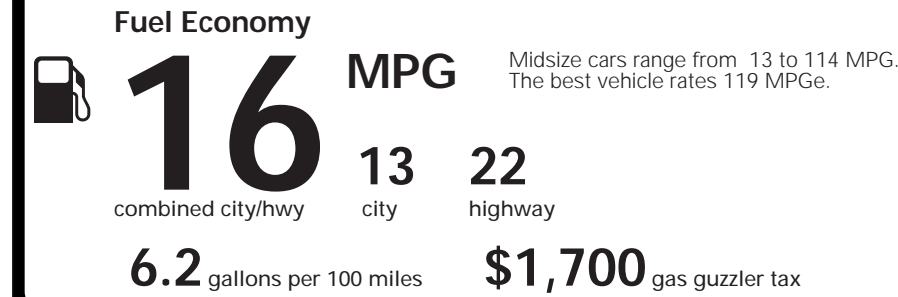 Fuel Economy
16 MPG
Midsize cars range from 13 to 114 MPG.
The best vehicle rates 119 MPGe.
13 22
combined city/hwy city highway
6.2 gallons per 100 miles $1,700 gas guzzler tax